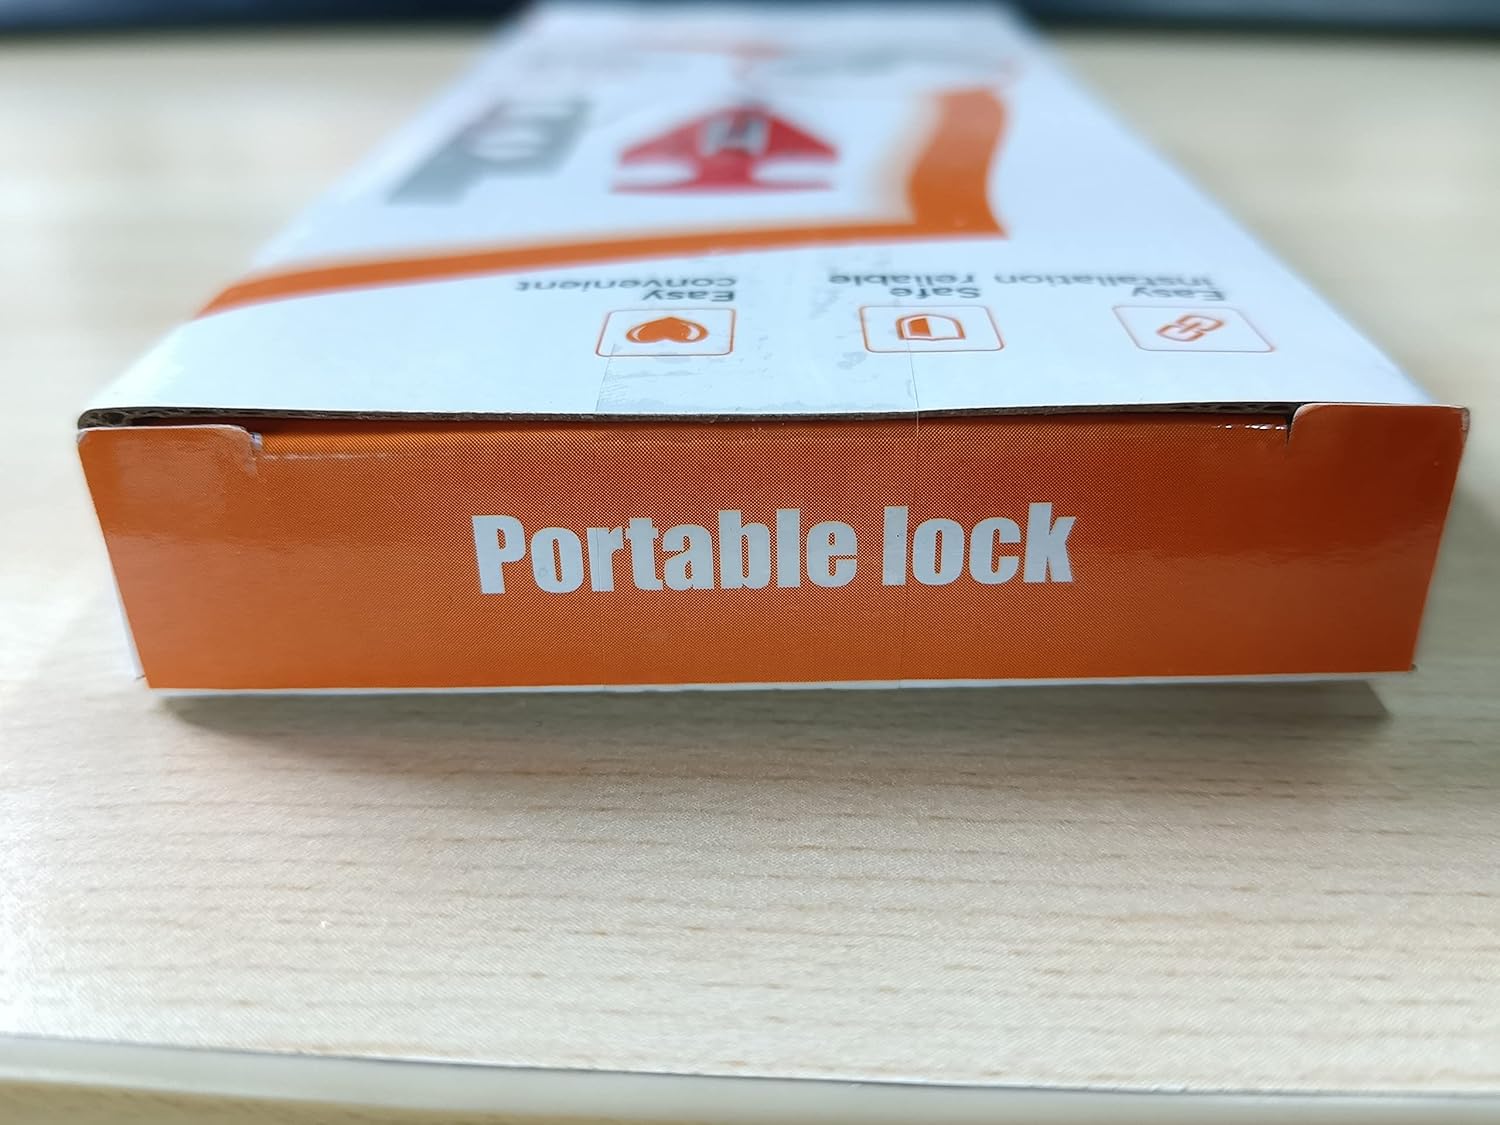 Portable lock
Easy
installation
Safe
reliable
Easy
convenient